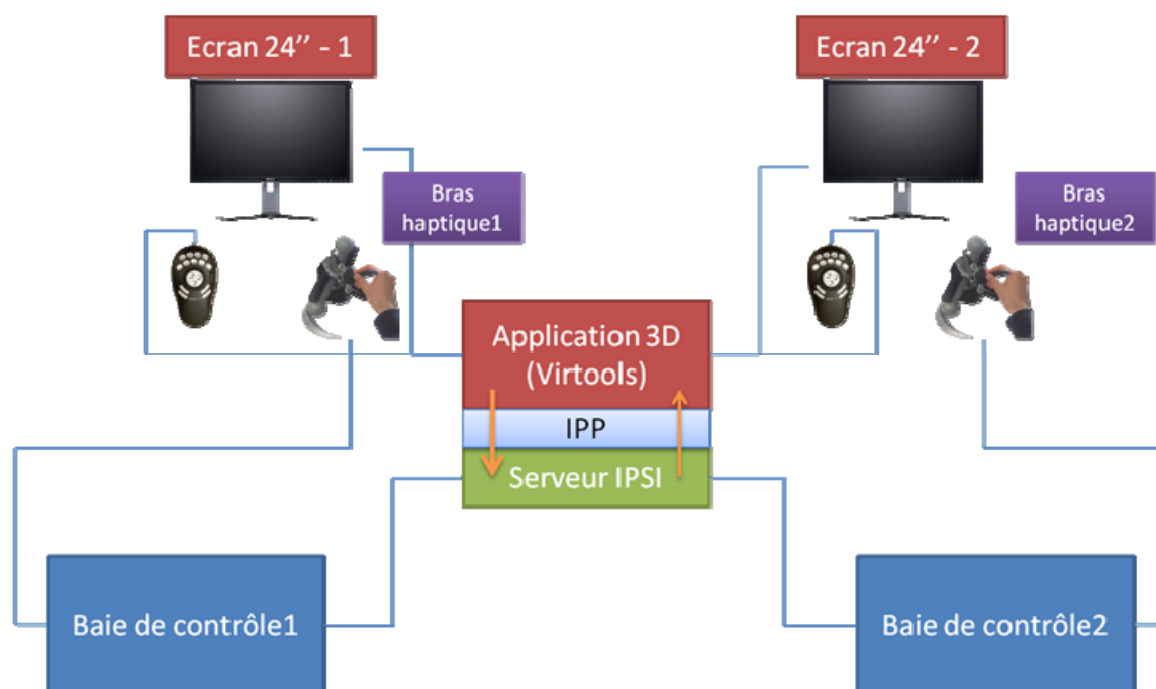 Ecran 24’’ - 1
Ecran 24’’ - 2
Bras
haptique1
Bras
haptique2
Application 3D
(Virtools)
IPP
Serveur IPSI
Baie de contrôle1
Baie de contrôle2